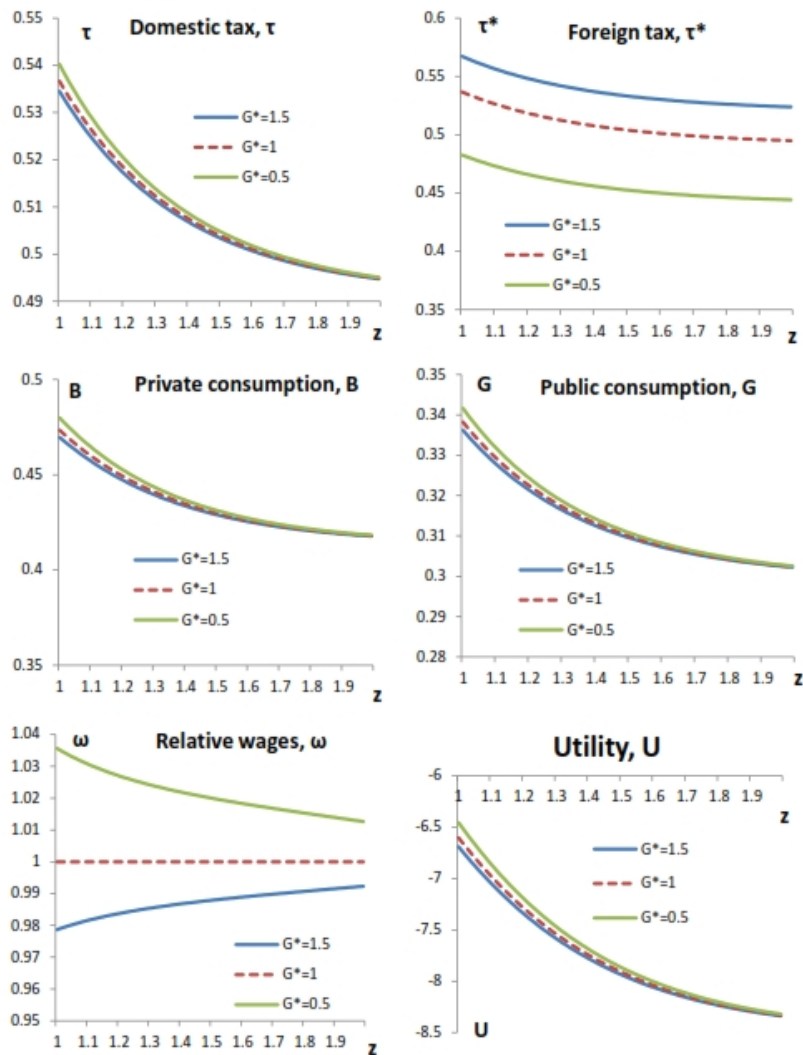 Domestic tax, τ
τ
0.55
0.54
0.53
0.52
0.51
0.5
0.49
G*=1.5
G*=1
G*=0.5
1 1.1 1.2 1.3 1.4 1.5 1.6 1.7 1.8 1.9
z
Foreign tax, τ*
τ*
0.6
0.55
0.5
0.45
0.4
0.35
G*=1.5
G*=1
G*=0.5
1 1.1 1.2 1.3 1.4 1.5 1.6 1.7 1.8 1.9
z
Private consumption, B
B
0.5
0.45
0.4
0.35
G*=1.5
G*=1
G*=0.5
1 1.1 1.2 1.3 1.4 1.5 1.6 1.7 1.8 1.9
z
Public consumption, G
G
0.35
0.34
0.33
0.32
0.31
0.3
0.29
0.28
G*=1.5
G*=1
G*=0.5
1 1.1 1.2 1.3 1.4 1.5 1.6 1.7 1.8 1.9
z
Relative wages, ω
ω
1.04
1.03
1.02
1.01
1
0.99
0.98
0.97
0.96
0.95
G*=1.5
G*=1
G*=0.5
1 1.1 1.2 1.3 1.4 1.5 1.6 1.7 1.8 1.9
z
Utility, U
-6
-6.5
-7
-7.5
-8
-8.5
1 1.1 1.2 1.3 1.4 1.5 1.6 1.7 1.8 1.9
z
G*=1.5
G*=1
G*=0.5
U